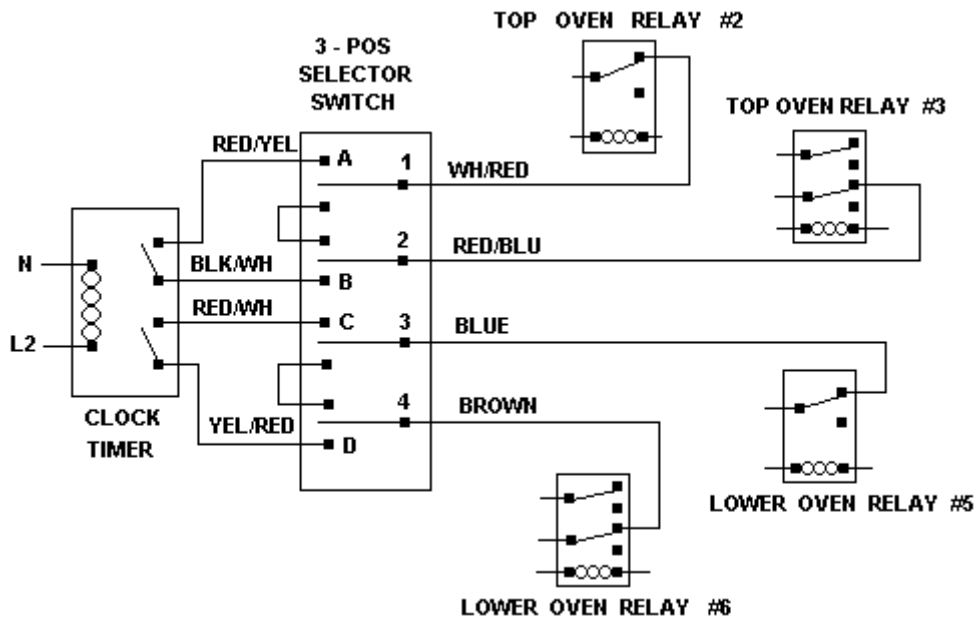 TOP OVEN RELAY #2
3 - POS
SELECTOR
SWITCH
TOP OVEN RELAY #3
RED/YEL
A
1
WH/RED
2
RED/BLU
N
BLK/WH
B
RED/WH
C
3
BLUE
L2
CLOCK
TIMER
YEL/RED
4
BROWN
D
LOWER OVEN RELAY #5
LOWER OVEN RELAY #6